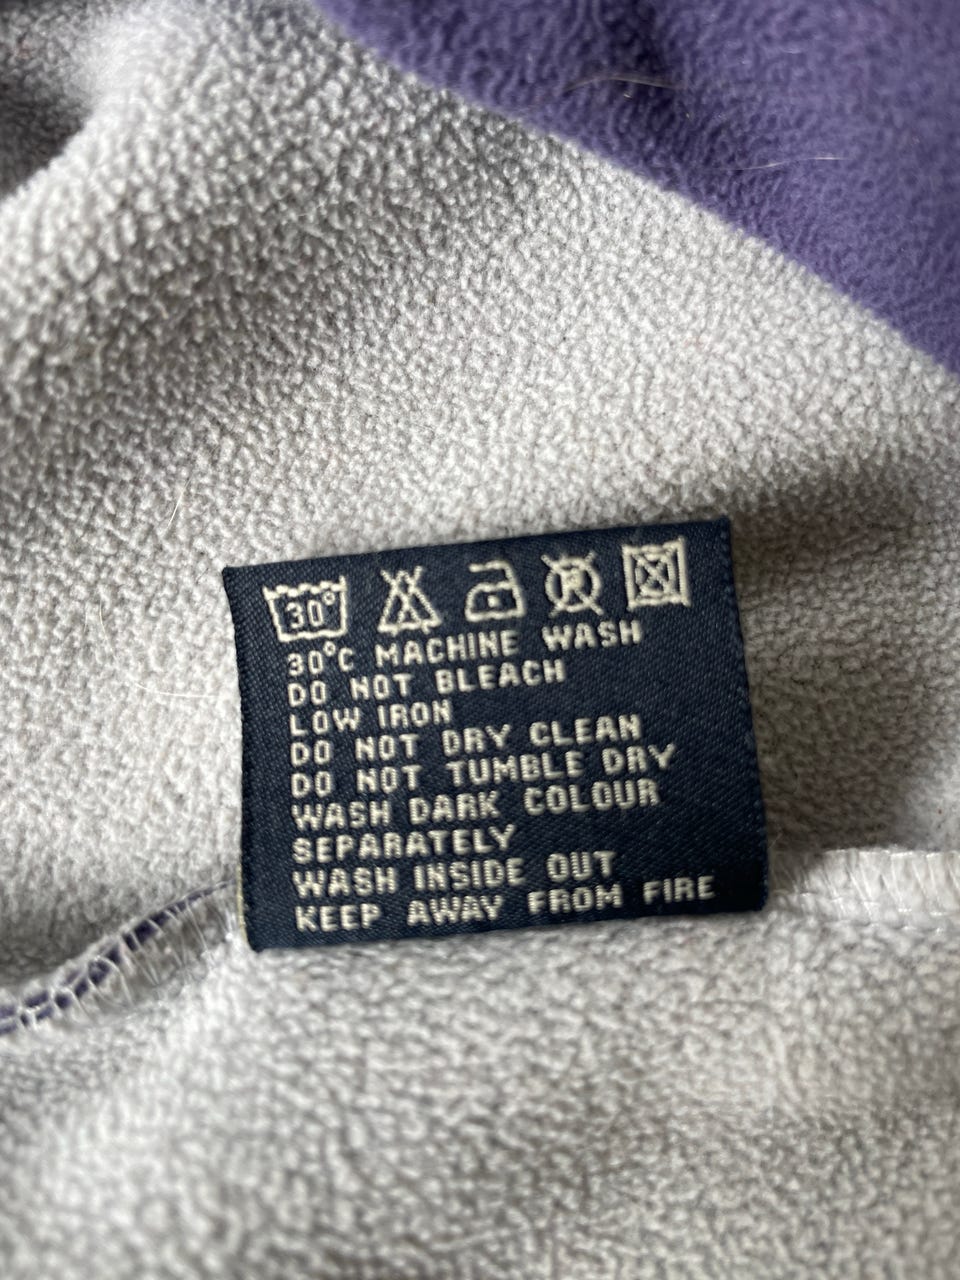 30° P
30°C MACHINE WASH
DO NOT BLEACH
LOW IRON
DO NOT DRY CLEAN
DO NOT TUMBLE DRY
WASH DARK COLOUR
SEPARATELY
WASH INSIDE OUT
KEEP AWAY FROM FIRE